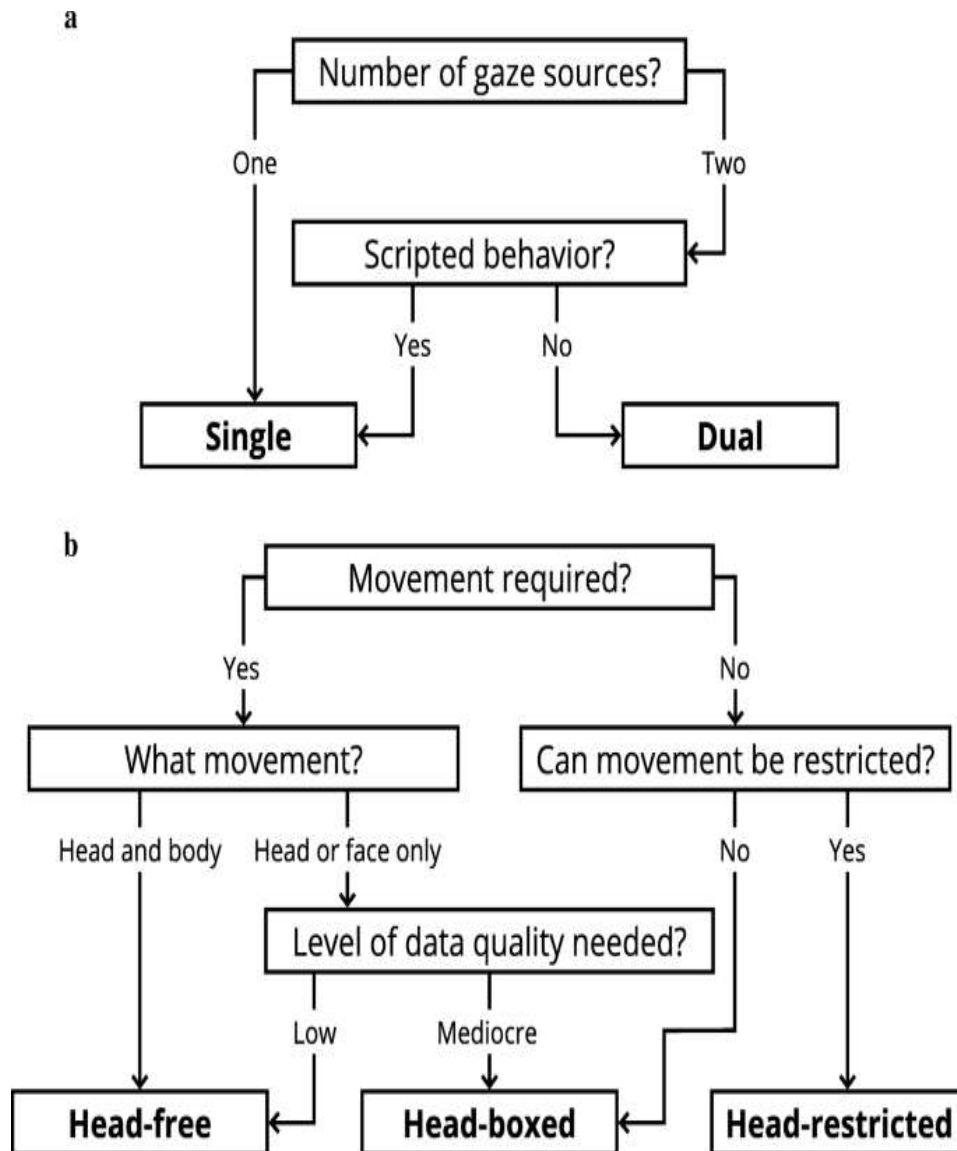 a
Number of gaze sources?
One
Two
Scripted behavior?
Yes
No
Single
Dual
b
Movement required?
Yes
No
What movement?
Can movement be restricted?
Head and body
Head or face only
No
Yes
Level of data quality needed?
Low
Mediocre
Head-free
Head-boxed
Head-restricted